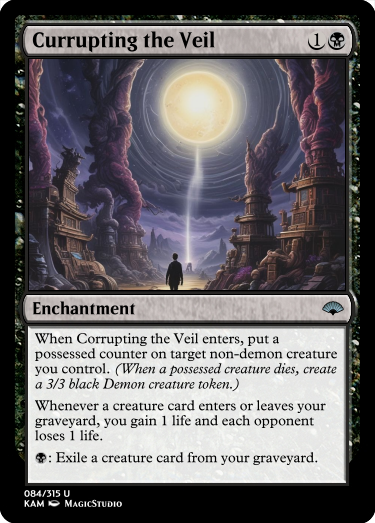 Currupting the Veil 1
Enchantment
When Corrupting the Veil enters, put a
possessed counter on target non-demon creature
you control. (When a possessed creature dies, create
a 3/3 black Demon creature token.)
Whenever a creature card enters or leaves your
graveyard, you gain 1 life and each opponent
loses 1 life.
: Exile a creature card from your graveyard.
084/315 U
KAM MagicStudio